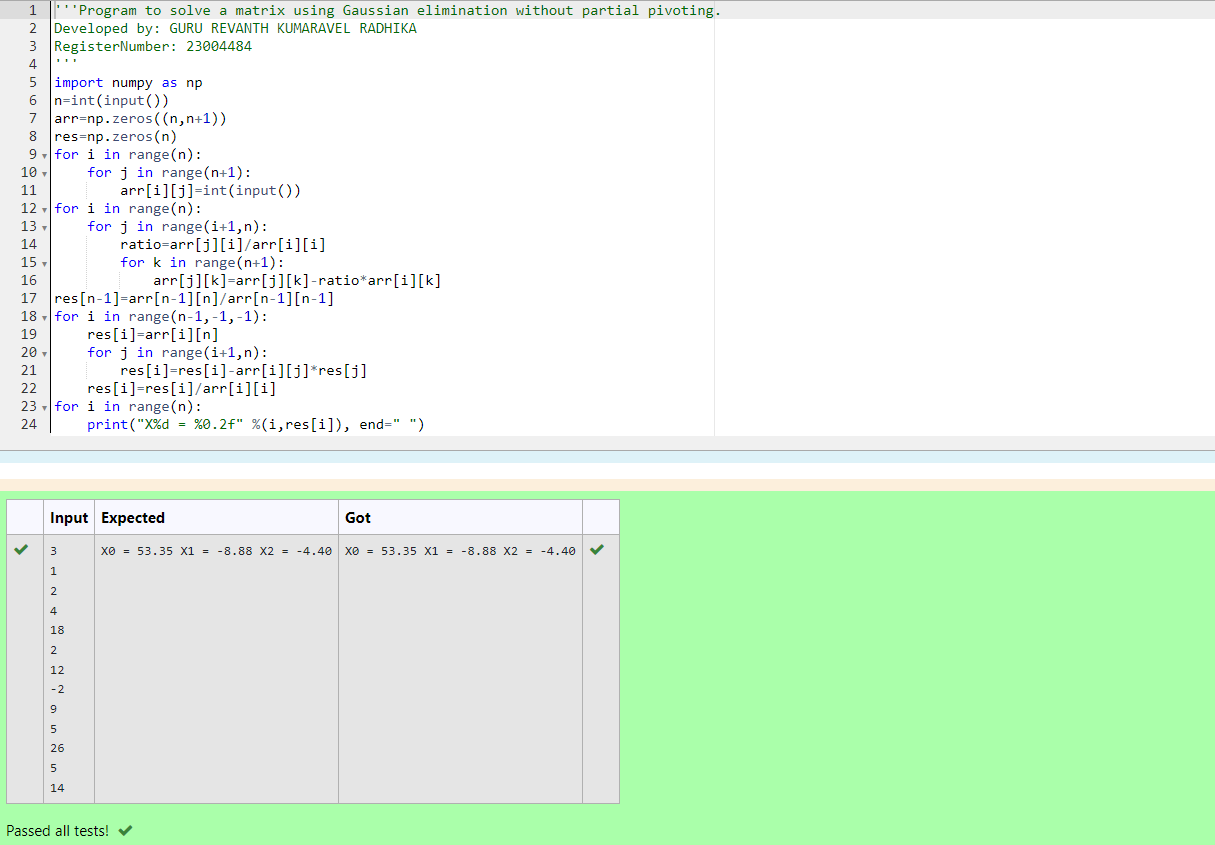 1 '''Program to solve a matrix using Gaussian elimination without partial pivoting.
2 Developed by: GURU REVANTH KUMARAVEL RADHIKA
3 RegisterNumber: 23004484
4 '''
5 import numpy as np
6 n=int(input())
7 arr=np.zeros((n,n+1))
8 res=np.zeros(n)
9 for i in range(n):
10     for j in range(n+1):
11         arr[i][j]=int(input())
12 for i in range(n):
13     for j in range(i+1,n):
14         ratio=arr[j][i]/arr[i][i]
15         for k in range(n+1):
16             arr[j][k]=arr[j][k]-ratio*arr[i][k]
17 res[n-1]=arr[n-1][n]/arr[n-1][n-1]
18 for i in range(n-1,-1,-1):
19     res[i]=arr[i][n]
20     for j in range(i+1,n):
21         res[i]=res[i]-arr[i][j]*res[j]
22     res[i]=res[i]/arr[i][i]
23 for i in range(n):
24     print("X%d = %0.2f" %(i,res[i]), end=" ")
Input Expected Got
3 X0 = 53.35 X1 = -8.88 X2 = -4.40 X0 = 53.35 X1 = -8.88 X2 = -4.40
1
2
4
18
2
12
-2
9
5
26
5
14
Passed all tests!